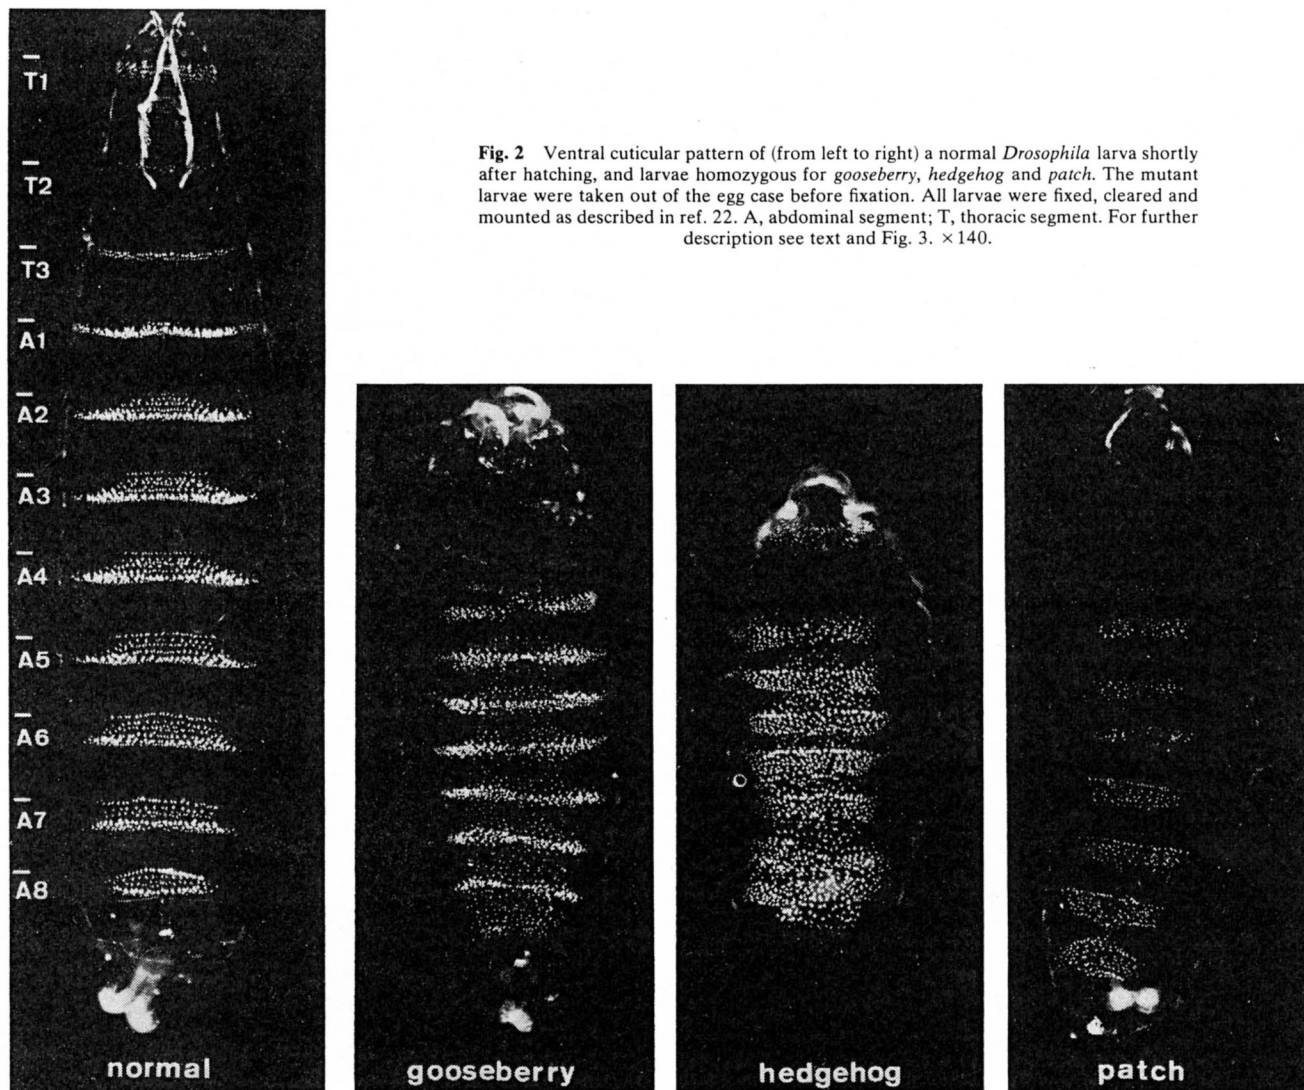 T1
T2
T3
A1
A2
A3
A4
A5
A6
A7
A8
normal
Fig. 2 Ventral cuticular pattern of (from left to right) a normal Drosophila larva shortly
after hatching, and larvae homozygous for gooseberry, hedgehog and patch. The mutant
larvae were taken out of the egg case before fixation. All larvae were fixed, cleared and
mounted as described in ref. 22. A, abdominal segment; T, thoracic segment. For further
description see text and Fig. 3. ×140.
gooseberry
hedgehog
patch